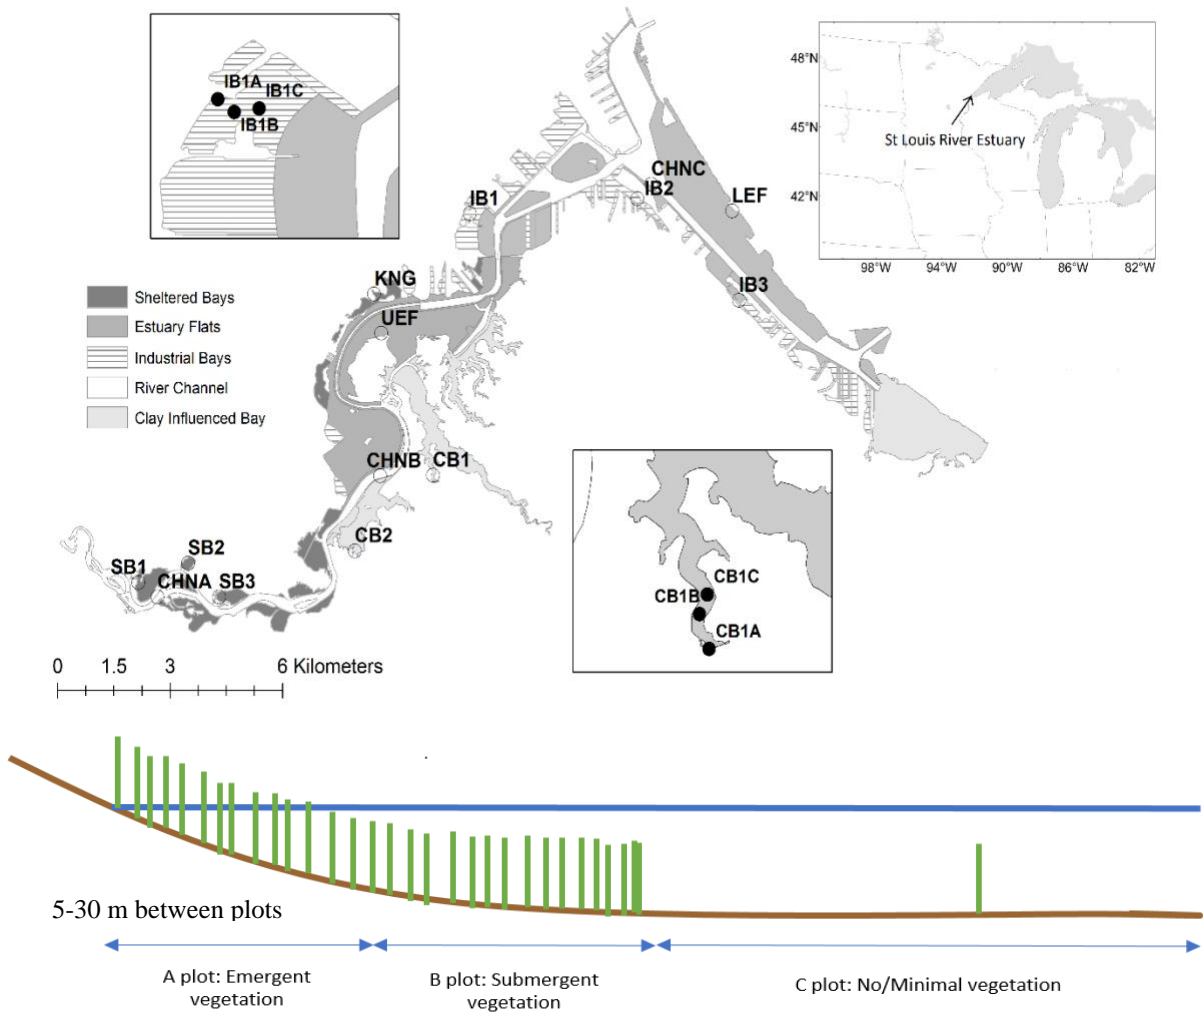 IB1A
IB1C
IB1B
48°N
45°N
42°N
St Louis River Estuary
98°W
94°W
90°W
86°W
82°W
CHNC
IB2
LEF
IB1
IB3
KNG
UEF
Sheltered Bays
Estuary Flats
Industrial Bays
River Channel
Clay Influenced Bay
CHNB
CB1
CB2
SB2
SB1
CHNA
SB3
CB1C
CB1B
CB1A
0 1.5 3 6 Kilometers
5-30 m between plots
A plot: Emergent
vegetation
B plot: Submergent
vegetation
C plot: No/Minimal vegetation